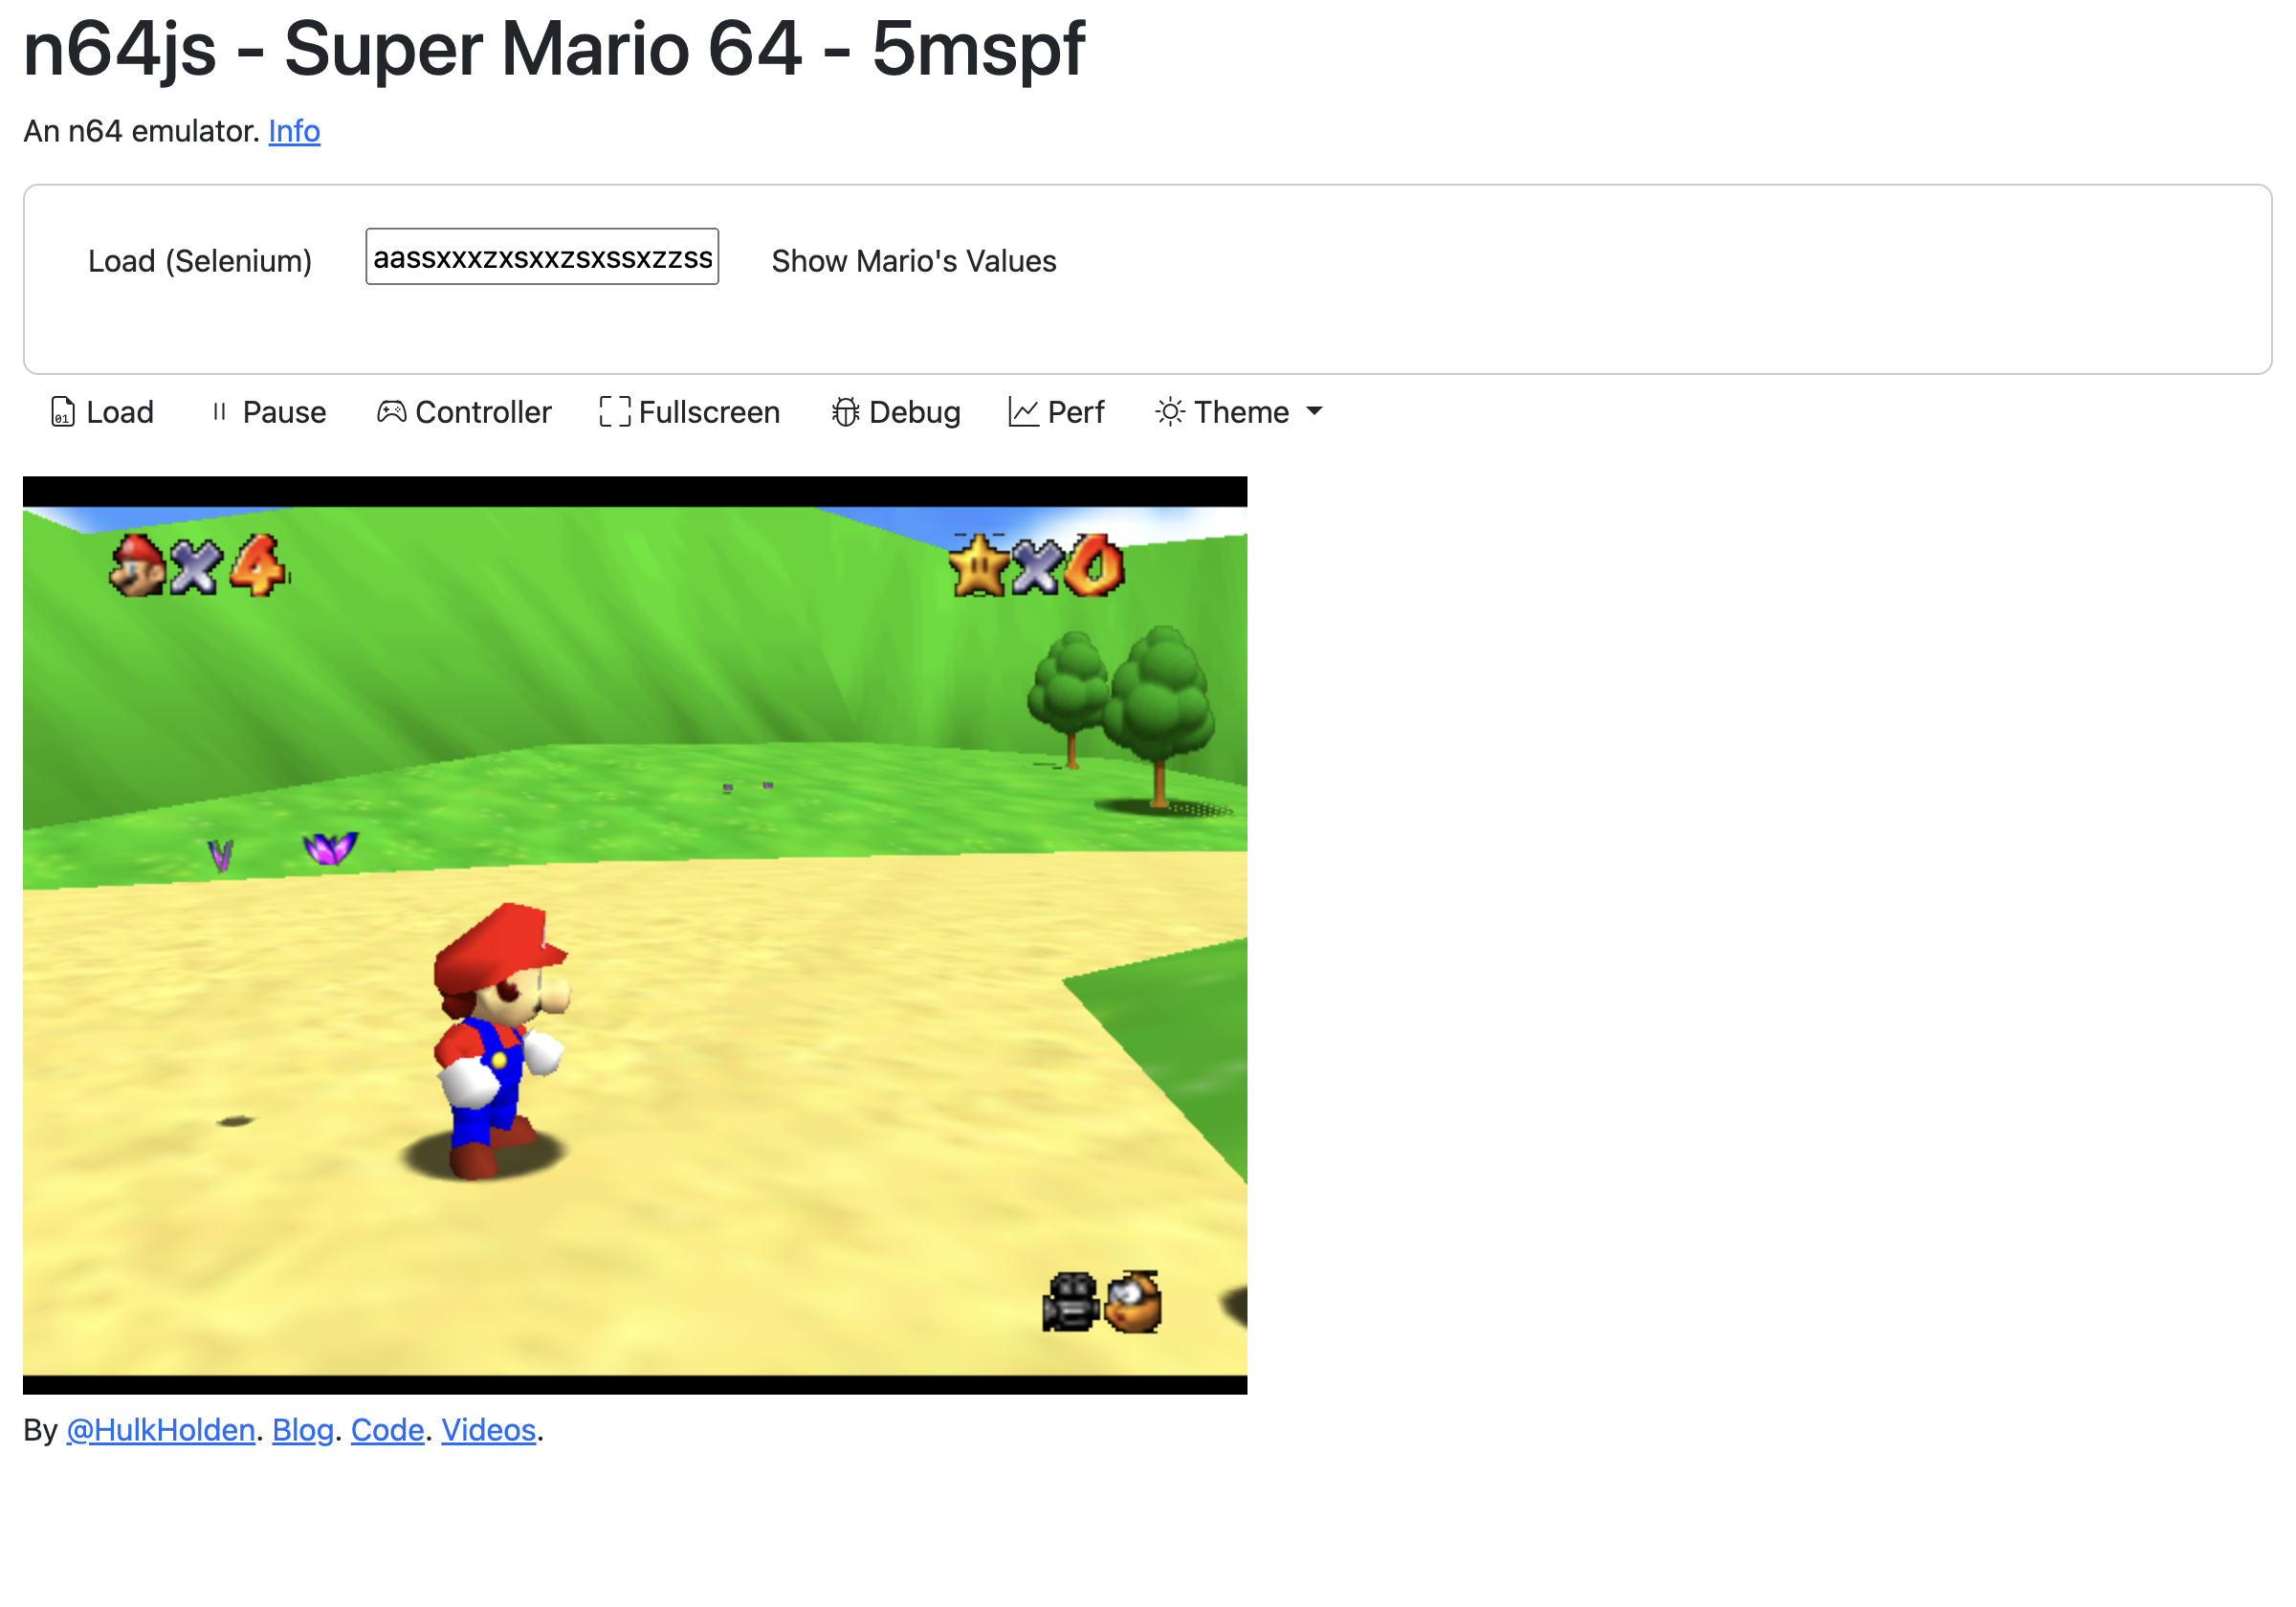 n64js - Super Mario 64 - 5mspf
An n64 emulator. Info
Load (Selenium) aassxxxzxsxxzsxssxzzss Show Mario's Values
01 Load Pause Controller Fullscreen Debug Perf Theme
×4 ×0
By @HulkHolden. Blog. Code. Videos.